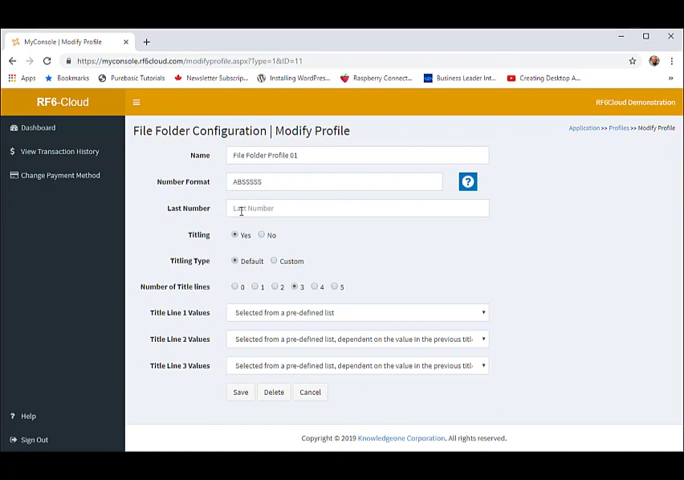 MyConsole | Modify Profile
https://myconsole.rf6cloud.com/modifyprofile.aspx?Type=1&ID=11
Apps Bookmarks Purebasic Tutorials Newsletter Subscrip... Installing WordPres... Raspberry Connect... Business Leader Int... Creating Desktop A...
RF6-Cloud RF6Cloud Demonstration
Dashboard
View Transaction History
Change Payment Method
File Folder Configuration | Modify Profile
Application >> Profiles >> Modify Profile
Name File Folder Profile 01
Number Format ABSSSSS ?
Last Number Last Number
Titling Yes No
Titling Type Default Custom
Number of Title lines 0 1 2 3 4 5
Title Line 1 Values Selected from a pre-defined list
Title Line 2 Values Selected from a pre-defined list, dependent on the value in the previous title
Title Line 3 Values Selected from a pre-defined list, dependent on the value in the previous title
Save Delete Cancel
? Help
Sign Out
Copyright © 2019 Knowledgeone Corporation. All rights reserved.